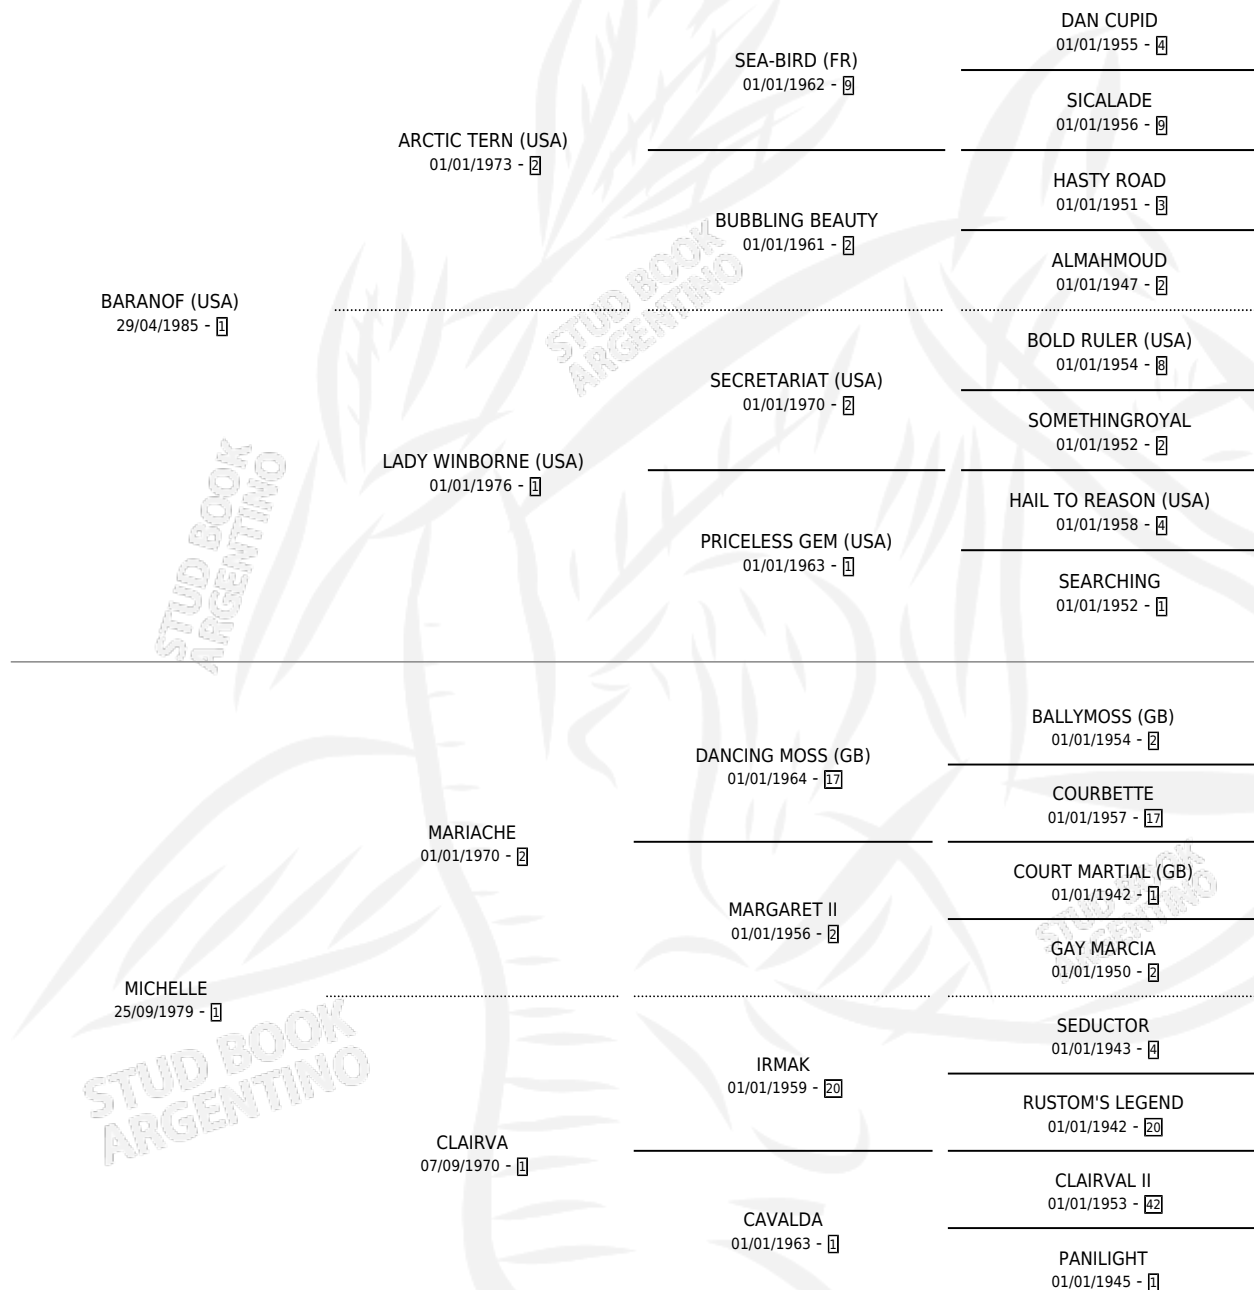 DAN CUPID
01/01/1955 - 4
SEA-BIRD (FR)
01/01/1962 - 9
SICALADE
01/01/1956 - 9
ARCTIC TERN (USA)
01/01/1973 - 2
HASTY ROAD
01/01/1951 - 3
BUBBLING BEAUTY
01/01/1961 - 2
ALMAHMOUD
01/01/1947 - 2
BARANOF (USA)
29/04/1985 - 1
BOLD RULER (USA)
01/01/1954 - 8
SECRETARIAT (USA)
01/01/1970 - 2
SOMETHINGROYAL
01/01/1952 - 2
LADY WINBORNE (USA)
01/01/1976 - 1
HAIL TO REASON (USA)
01/01/1958 - 4
PRICELESS GEM (USA)
01/01/1963 - 1
SEARCHING
01/01/1952 - 1
BALLYMOSS (GB)
01/01/1954 - 2
DANCING MOSS (GB)
01/01/1964 - 17
COURBETTE
01/01/1957 - 17
MARIACHE
01/01/1970 - 2
COURT MARTIAL (GB)
01/01/1942 - 1
MARGARET II
01/01/1956 - 2
GAY MARCIA
01/01/1950 - 2
MICHELLE
25/09/1979 - 1
SEDUCTOR
01/01/1943 - 4
IRMAK
01/01/1959 - 20
RUSTOM'S LEGEND
01/01/1942 - 20
CLAIRVA
07/09/1970 - 1
CLAIRVAL II
01/01/1953 - 42
CAVALDA
01/01/1963 - 1
PANILIGHT
01/01/1945 - 1
STUD BOOK
ARGENTINO
STUD BOOK
ARGENTINO
STUD BOOK
ARGENTINO
STUD BOOK
ARGENTINO